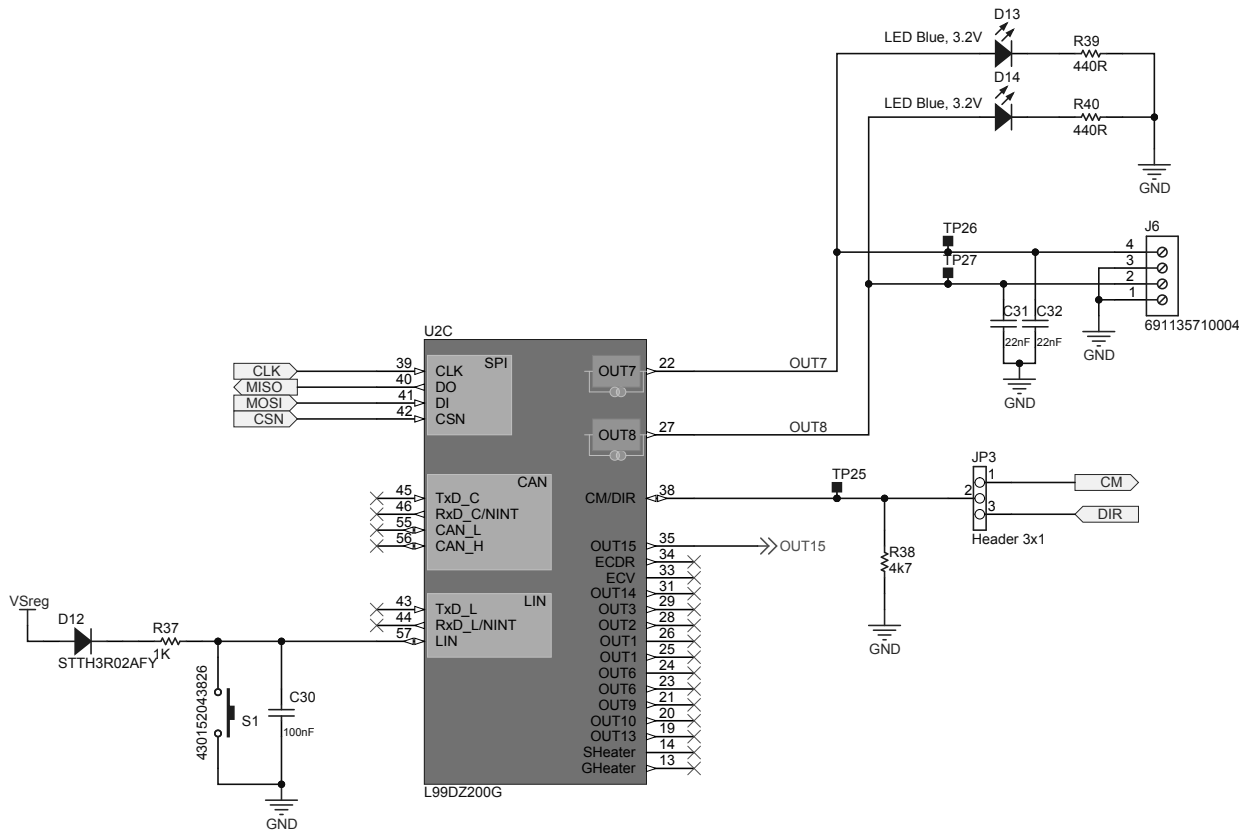 D13
LED Blue, 3.2V
R39
440R
D14
LED Blue, 3.2V
R40
440R
GND
TP26
TP27
J6
4
3
2
1
691135710004
C31
22nF
C32
22nF
GND
GND
U2C
SPI
39
CLK
CLK
40
MISO
DO
41
MOSI
DI
42
CSN
CSN
OUT7
22
OUT7
OUT8
27
OUT8
CAN
45
TxD_C
46
RxD_C/NINT
55
CAN_L
56
CAN_H
CM/DIR
38
TP25
JP3
1
2
3
CM
DIR
Header 3x1
R38
4k7
GND
OUT15
35
OUT15
ECDR
34
ECV
33
OUT14
31
OUT3
29
OUT2
28
OUT1
26
OUT1
25
OUT6
24
OUT6
23
OUT9
21
OUT10
20
OUT13
19
SHeater
14
GHeater
13
LIN
43
TxD_L
44
RxD_L/NINT
57
LIN
VSreg
D12
STTH3R02AFY
R37
1K
430152043826
S1
C30
100nF
GND
L99DZ200G